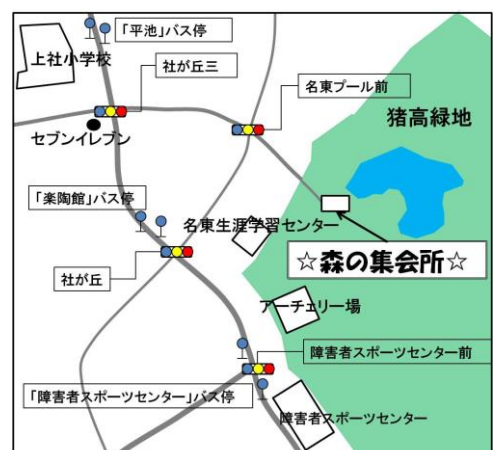 「平池」バス停
上社小学校
社が丘三
名東プール前
猪高緑地
セブンイレブン
「楽陶館」バス停
名東生涯学習センター
☆森の集会所☆
社が丘
アーチェリー場
障害者スポーツセンター前
「障害者スポーツセンター」バス停
障害者スポーツセンター